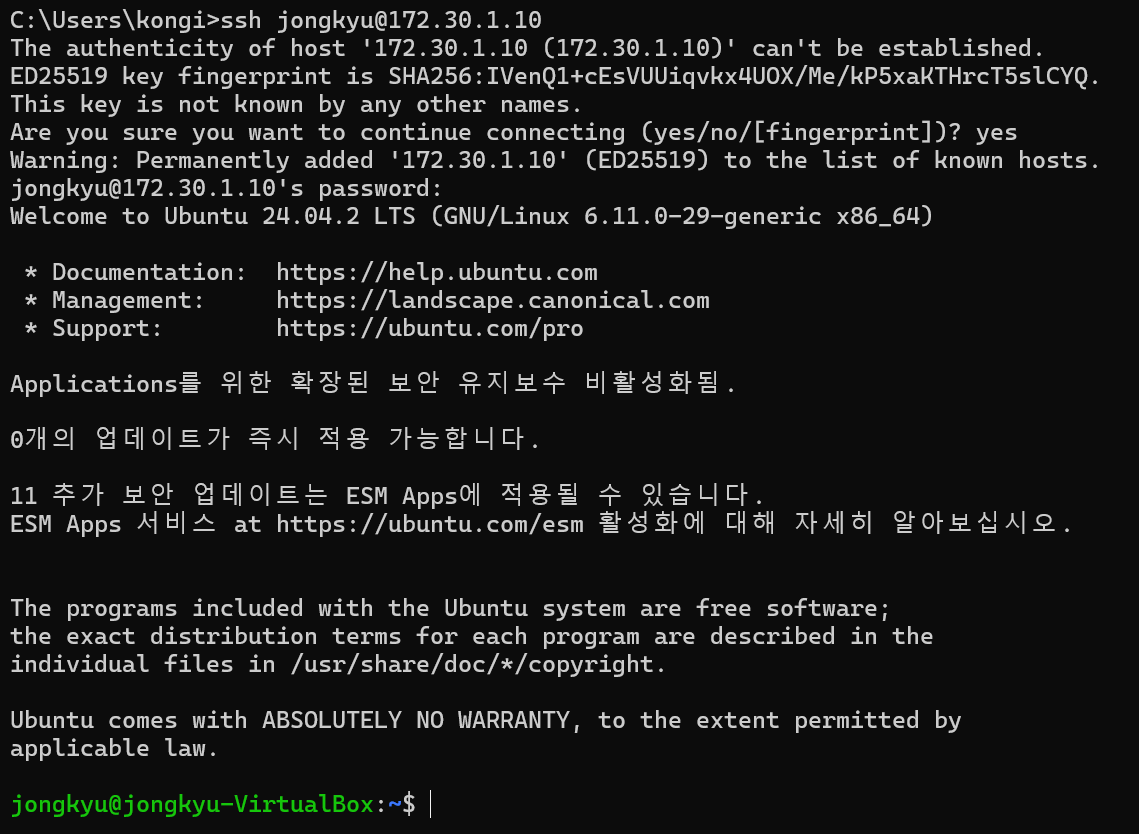 C:\Users\kongi>ssh jongkyu@172.30.1.10
The authenticity of host '172.30.1.10 (172.30.1.10)' can't be established.
ED25519 key fingerprint is SHA256:IVenQ1+cEsVUUiqvkx4UOX/Me/kP5xaKTHrcT5slCYQ.
This key is not known by any other names.
Are you sure you want to continue connecting (yes/no/[fingerprint])? yes
Warning: Permanently added '172.30.1.10' (ED25519) to the list of known hosts.
jongkyu@172.30.1.10's password:
Welcome to Ubuntu 24.04.2 LTS (GNU/Linux 6.11.0-29-generic x86_64)

 * Documentation:  https://help.ubuntu.com
 * Management:     https://landscape.canonical.com
 * Support:        https://ubuntu.com/pro

Applications를 위한 확장된 보안 유지보수 비활성화됨.

0개의 업데이트가 즉시 적용 가능합니다.

11 추가 보안 업데이트는 ESM Apps에 적용될 수 있습니다.
ESM Apps 서비스 at https://ubuntu.com/esm 활성화에 대해 자세히 알아보십시오.


The programs included with the Ubuntu system are free software;
the exact distribution terms for each program are described in the
individual files in /usr/share/doc/*/copyright.

Ubuntu comes with ABSOLUTELY NO WARRANTY, to the extent permitted by
applicable law.

jongkyu@jongkyu-VirtualBox:~$